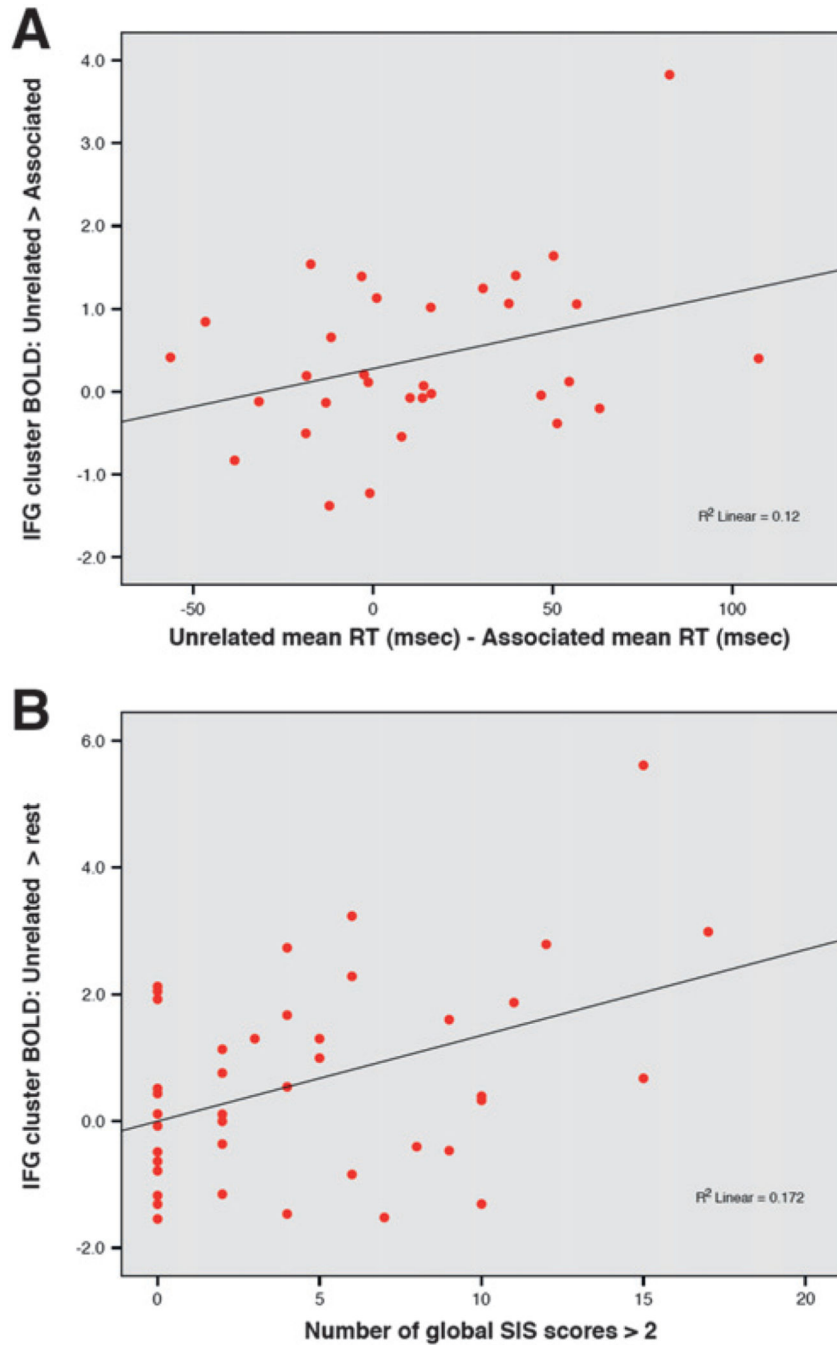 A
IFG cluster BOLD: Unrelated > Associated
4.0
3.0
2.0
1.0
0.0
-1.0
-2.0
R² Linear = 0.12
-50
0
50
100
Unrelated mean RT (msec) - Associated mean RT (msec)
B
IFG cluster BOLD: Unrelated > rest
6.0
4.0
2.0
0.0
-2.0
R² Linear = 0.172
0
5
10
15
20
Number of global SIS scores > 2